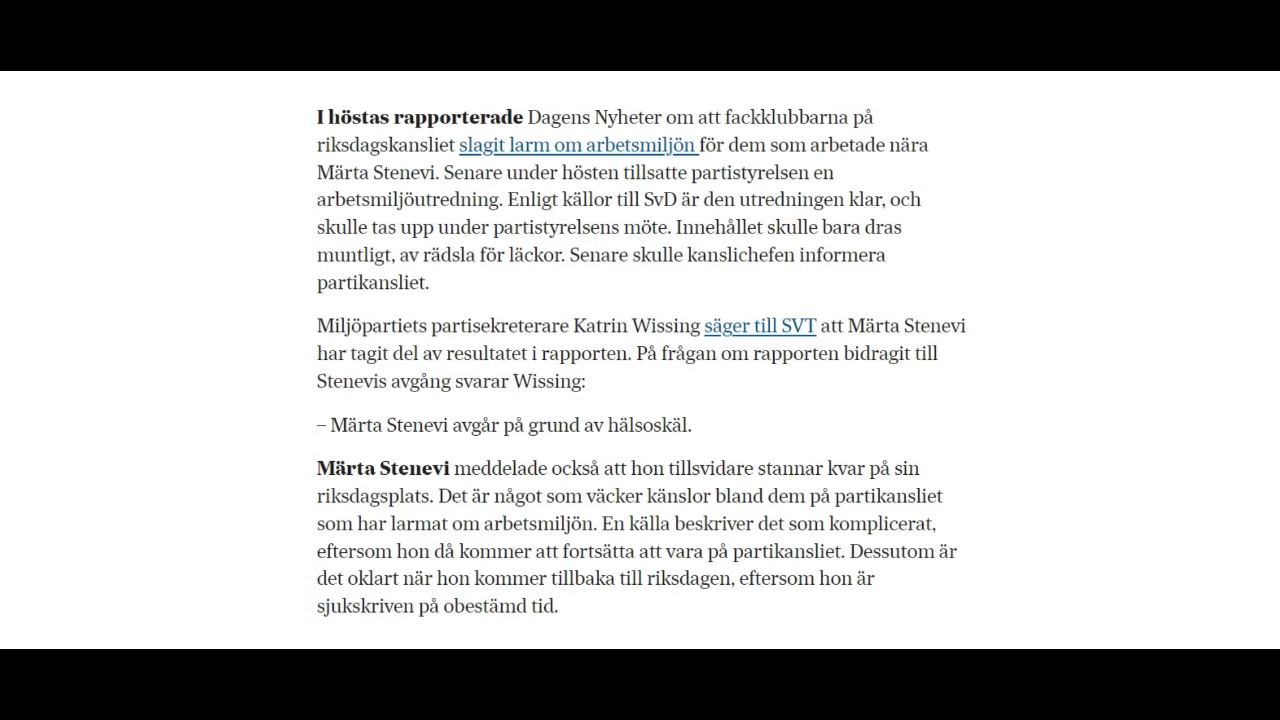 I höstas rapporterade Dagens Nyheter om att fackklubbarna på
riksdagskansliet slagit larm om arbetsmiljön för dem som arbetade nära
Märta Stenevi. Senare under hösten tillsatte partistyrelsen en
arbetsmiljöutredning. Enligt källor till SvD är den utredningen klar, och
skulle tas upp under partistyrelsens möte. Innehållet skulle bara dras
muntligt, av rädsla för läckor. Senare skulle kanslichefen informera
partikansliet.
Miljöpartiets partisekreterare Katrin Wissing säger till SVT att Märta Stenevi
har tagit del av resultatet i rapporten. På frågan om rapporten bidragit till
Stenevis avgång svarar Wissing:
– Märta Stenevi avgår på grund av hälsoskäl.
Märta Stenevi meddelade också att hon tillsvidare stannar kvar på sin
riksdagsplats. Det är något som väcker känslor bland dem på partikansliet
som har larmat om arbetsmiljön. En källa beskriver det som komplicerat,
eftersom hon då kommer att fortsätta att vara på partikansliet. Dessutom är
det oklart när hon kommer tillbaka till riksdagen, eftersom hon är
sjukskriven på obestämd tid.